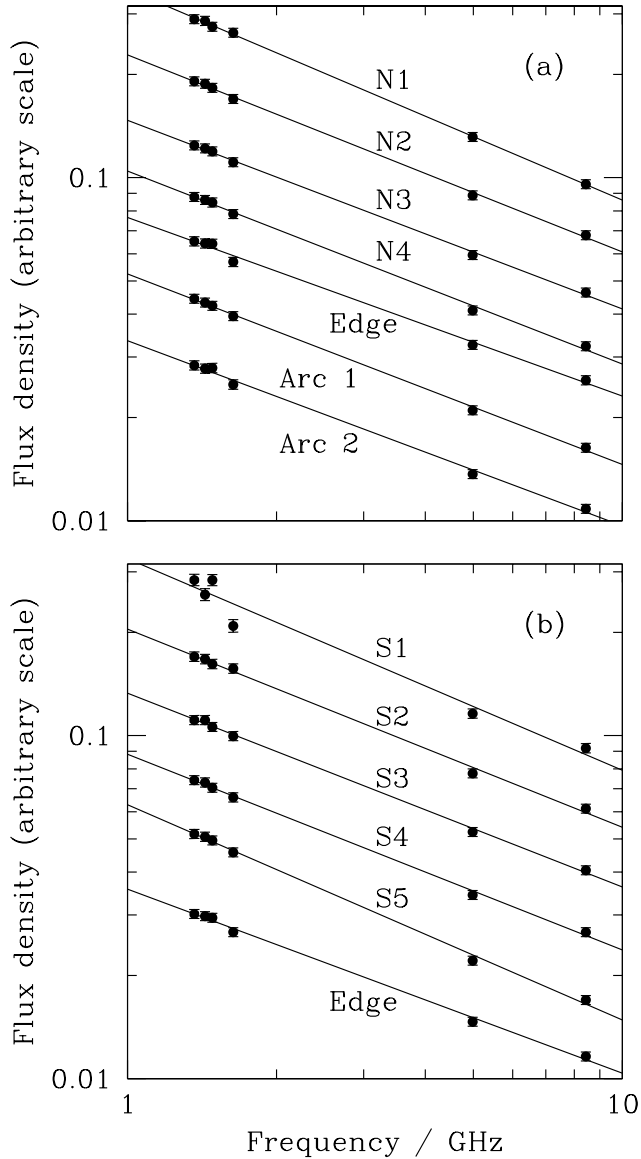 (a)
N1
N2
N3
N4
Edge
Arc 1
Arc 2
0.1
0.01
Flux density (arbitrary scale)
(b)
S1
S2
S3
S4
S5
Edge
0.1
0.01
Flux density (arbitrary scale)
1
10
Frequency / GHz